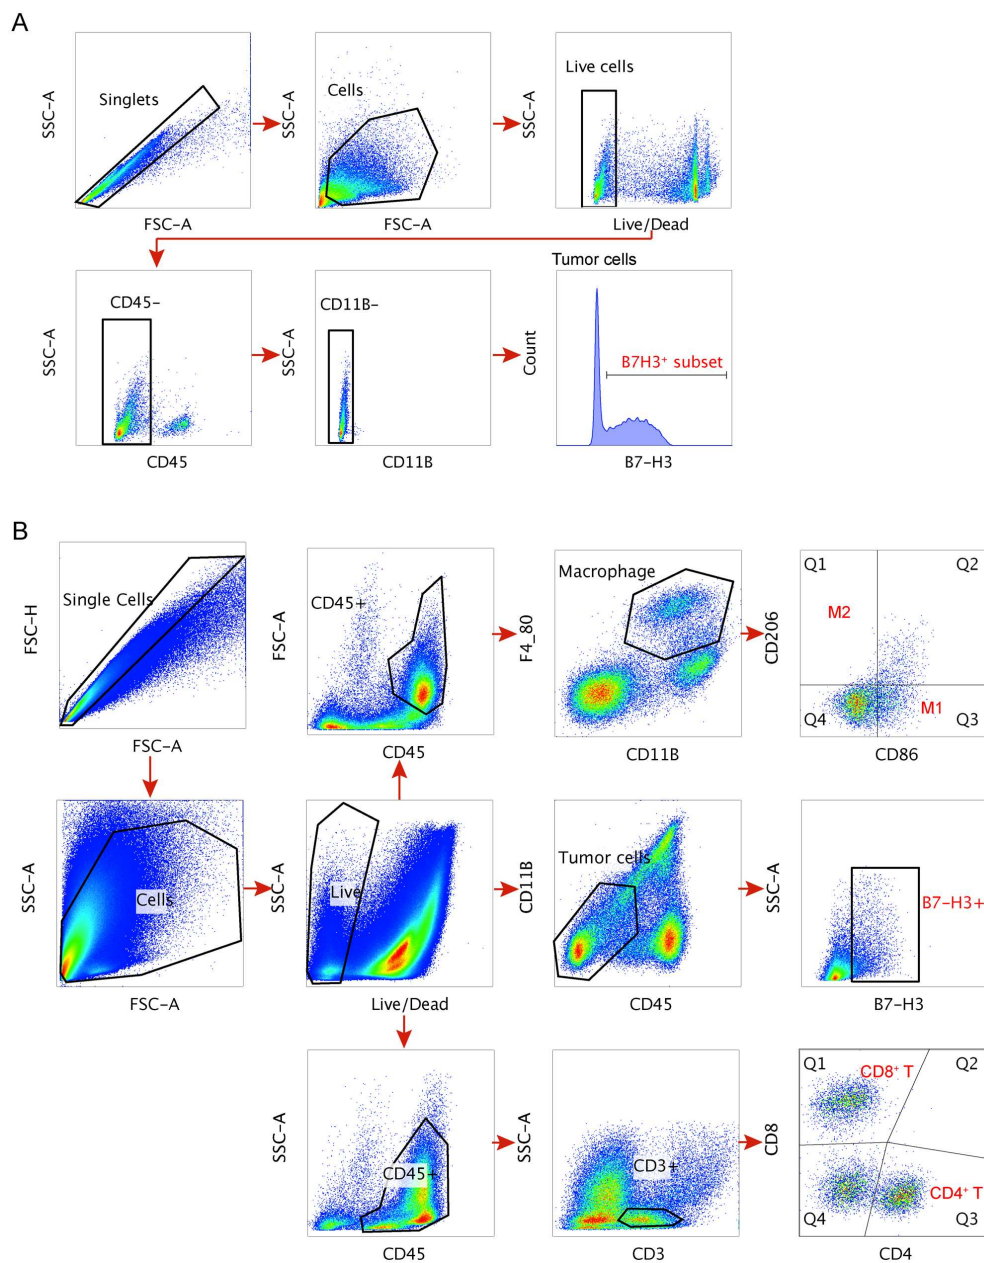 A
SSC-A
Singlets
FSC-A
SSC-A
Cells
FSC-A
SSC-A
Live cells
Live/Dead
SSC-A
CD45-
CD45
SSC-A
CD11B-
CD11B
Tumor cells
Count
B7H3⁺ subset
B7-H3
B
FSC-H
Single Cells
FSC-A
FSC-A
CD45+
CD45
F4_80
Macrophage
CD11B
CD206
Q1
Q2
M2
M1
Q4
Q3
CD86
SSC-A
Cells
FSC-A
SSC-A
Live
Live/Dead
CD11B
Tumor cells
CD45
SSC-A
B7-H3+
B7-H3
SSC-A
CD45+
CD45
SSC-A
CD3+
CD3
CD8
Q1
CD8⁺ T
Q2
CD4⁺ T
Q4
Q3
CD4